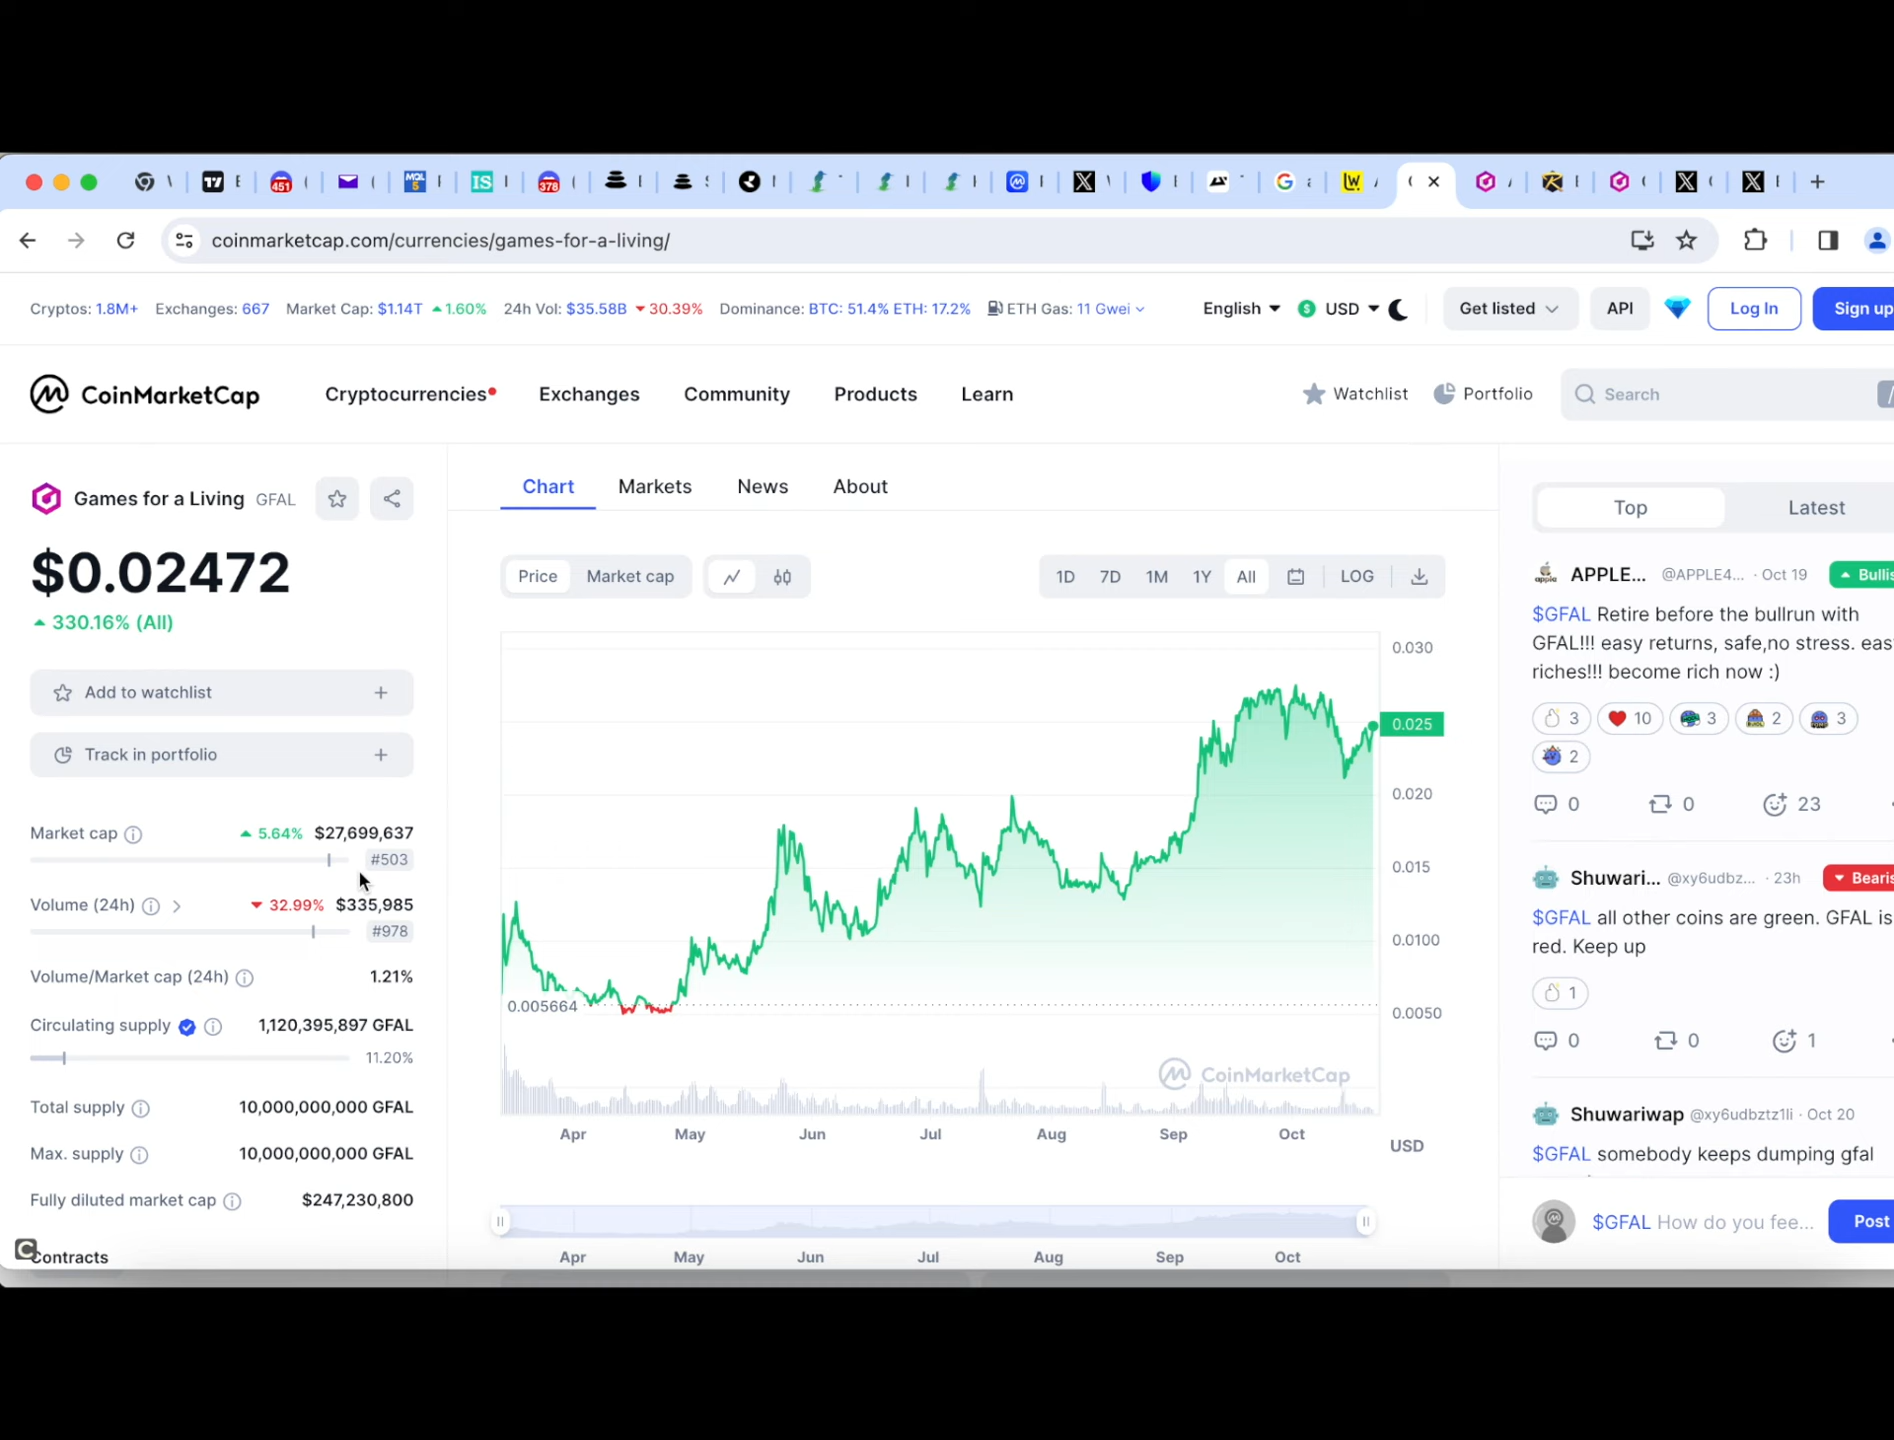 451
MQL
5
IS
378
coinmarketcap.com/currencies/games-for-a-living/
Cryptos: 1.8M+ Exchanges: 667 Market Cap: $1.14T 1.60% 24h Vol: $35.58B 30.39% Dominance: BTC: 51.4% ETH: 17.2% ETH Gas: 11 Gwei English USD Get listed API Log In Sign up
CoinMarketCap Cryptocurrencies Exchanges Community Products Learn Watchlist Portfolio Search /
Games for a Living GFAL
$0.02472
330.16% (All)
Add to watchlist +
Track in portfolio +
Market cap 5.64% $27,699,637
#503
Volume (24h) 32.99% $335,985
#978
Volume/Market cap (24h) 1.21%
Circulating supply 1,120,395,897 GFAL
11.20%
Total supply 10,000,000,000 GFAL
Max. supply 10,000,000,000 GFAL
Fully diluted market cap $247,230,800
Contracts
Chart Markets News About
Price Market cap 1D 7D 1M 1Y All LOG
0.030
0.025
0.020
0.015
0.0100
0.005664
0.0050
CoinMarketCap
Apr May Jun Jul Aug Sep Oct
USD
Apr May Jun Jul Aug Sep Oct
Top Latest
APPLE... @APPLE4... · Oct 19 Bullis
$GFAL Retire before the bullrun with
GFAL!!! easy returns, safe,no stress. eas
riches!!! become rich now :)
3 10 3 2 3
2
0 0 23
Shuwari... @xy6udbz... · 23h Bearis
$GFAL all other coins are green. GFAL is
red. Keep up
1
0 0 1
Shuwariwap @xy6udbztz1li · Oct 20
$GFAL somebody keeps dumping gfal
$GFAL How do you fee... Post